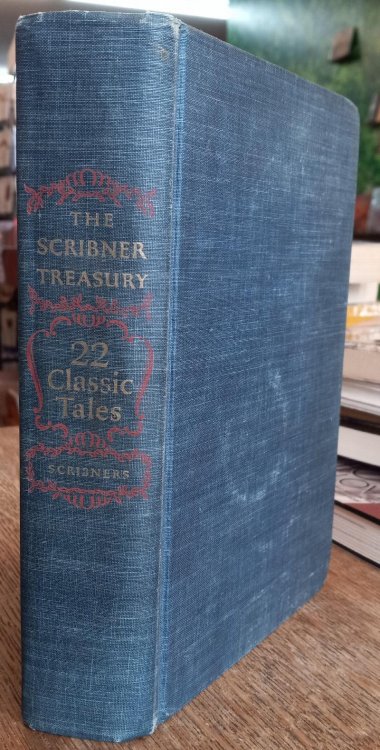 THE
SCRIBNER
TREASURY
22
Classic
Tales
SCRIBNERS